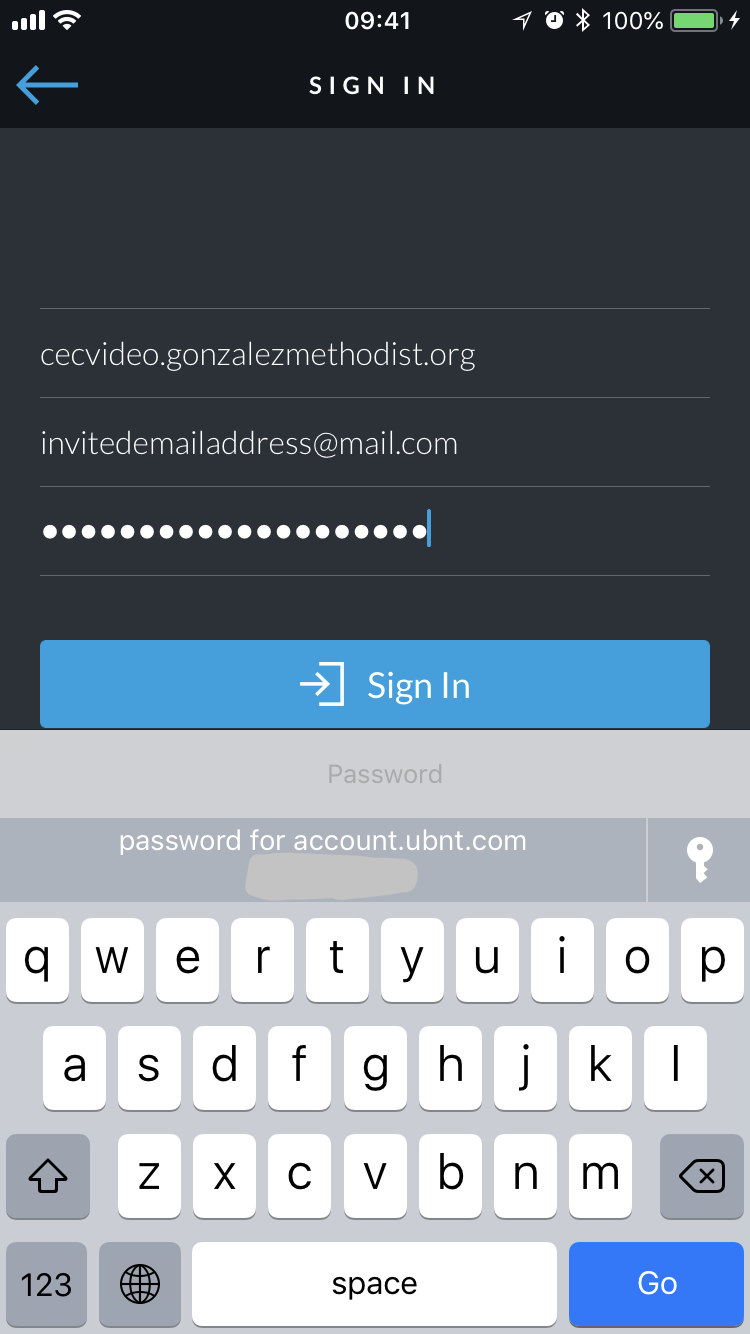 09:41 100%
SIGN IN
cecvideo.gonzalezmethodist.org
invitedemailaddress@mail.com
••••••••••••••••••••
Sign In
Password
password for account.ubnt.com
q w e r t y u i o p
a s d f g h j k l
z x c v b n m
123 space Go